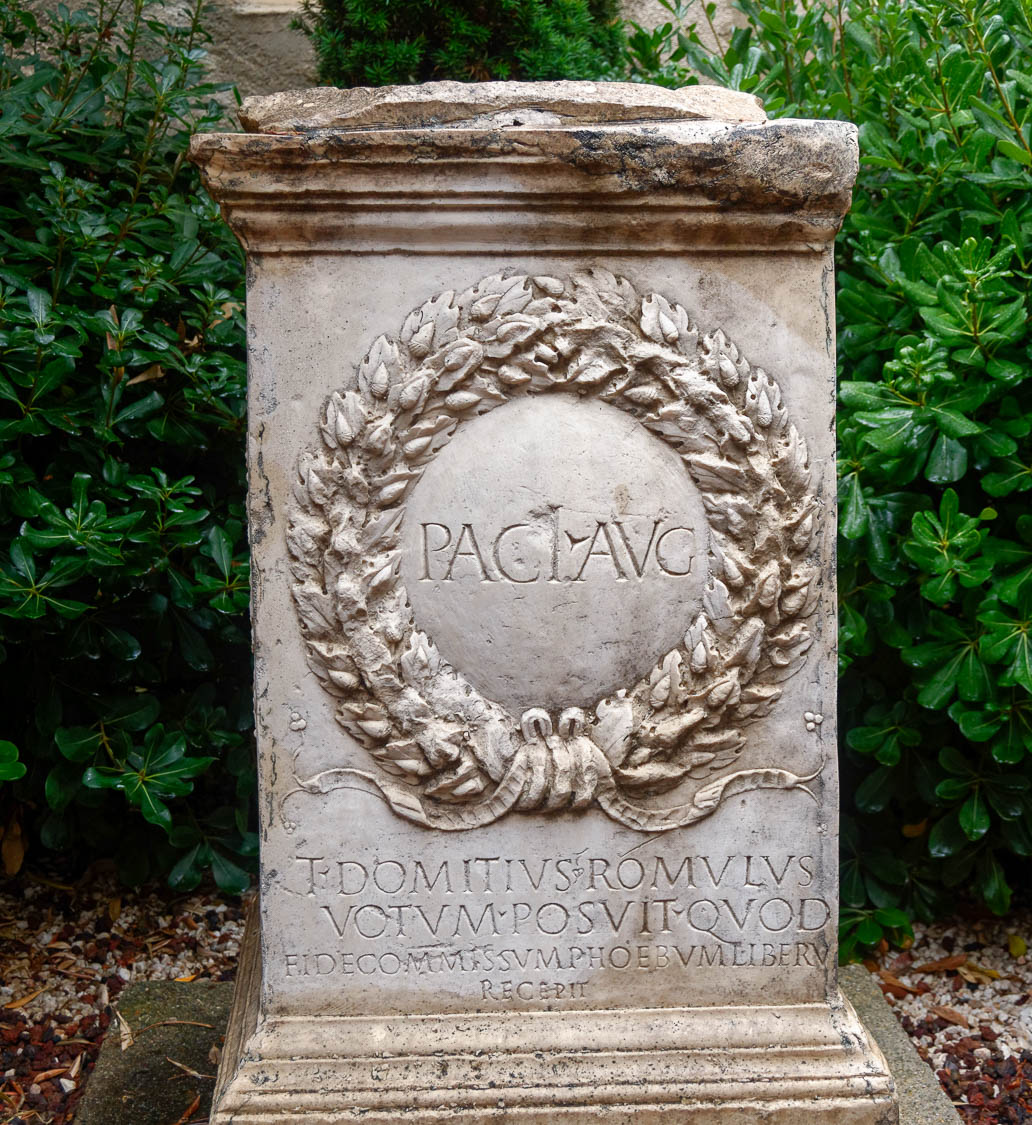 PACI·AVG
T·DOMITIVS·ROMVLVS
VOTVM·POSVIT·QVOD
FIDECOMMISSVM·PHOEBVM·LIBERV
RECEPIT